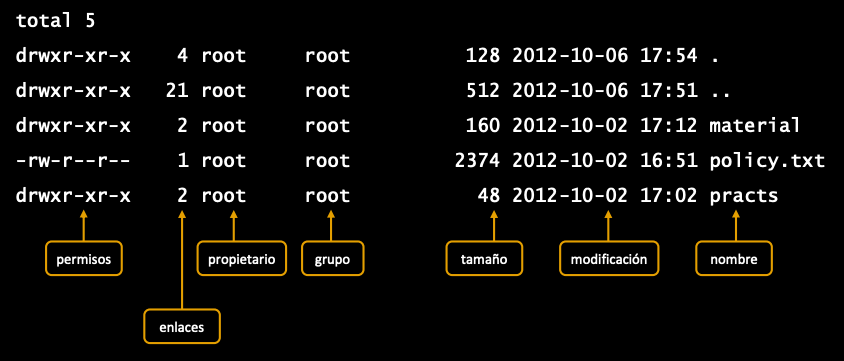 total 5
drwxr-xr-x 4 root root 128 2012-10-06 17:54 .
drwxr-xr-x 21 root root 512 2012-10-06 17:51 ..
drwxr-xr-x 2 root root 160 2012-10-02 17:12 material
-rw-r--r-- 1 root root 2374 2012-10-02 16:51 policy.txt
drwxr-xr-x 2 root root 48 2012-10-02 17:02 practs
permisos propietario grupo tamaño modificación nombre
enlaces